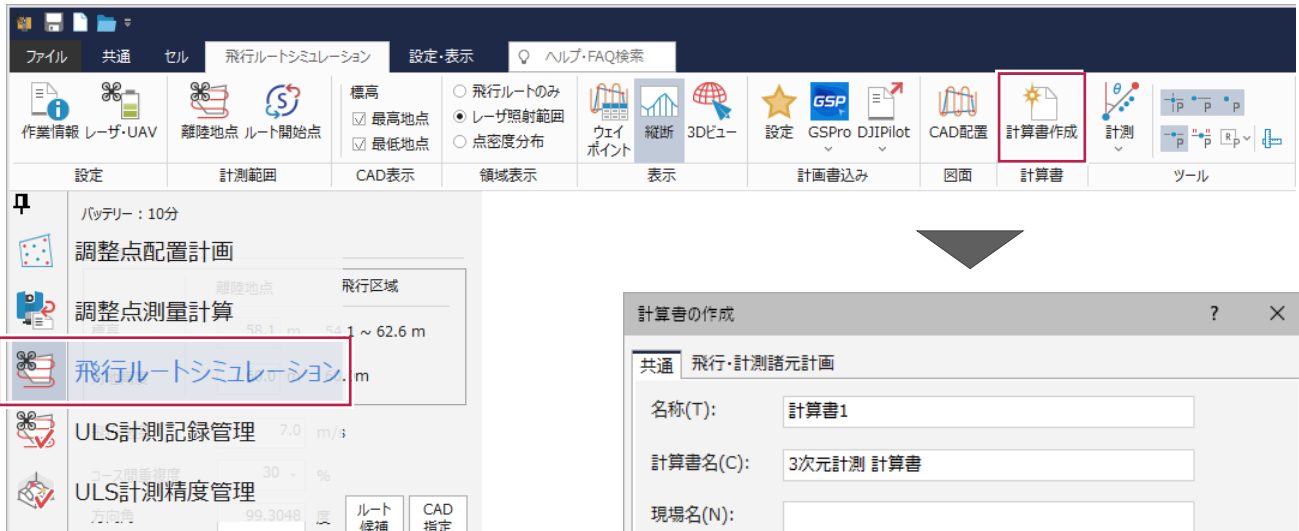 ファイル 共通 セル 飛行ルートシミュレーション 設定・表示 ヘルプ・FAQ検索
作業情報 レーザ・UAV 離陸地点 ルート開始点 標高 最高地点 最低地点 飛行ルートのみ レーザ照射範囲 点密度分布 ウェイポイント 縦断 3Dビュー 設定 GSP GSPro DJIPilot CAD配置 計算書作成 計測
設定 計測範囲 CAD表示 領域表示 表示 計画書込み 図面 計算書 ツール
バッテリー：10分
調整点配置計画
離陸地点 飛行区域
調整点測量計算
標高 58.1 m 54.1 ~ 62.6 m
飛行ルートシミュレーション
ULS計測記録管理 7.0 m/s
コース間重複度 30 %
ULS計測精度管理
方向角 99.3048 度 ルート候補 CAD指定
計算書の作成 ?
共通 飛行・計測諸元計画
名称(T): 計算書1
計算書名(C): 3次元計測 計算書
現場名(N):